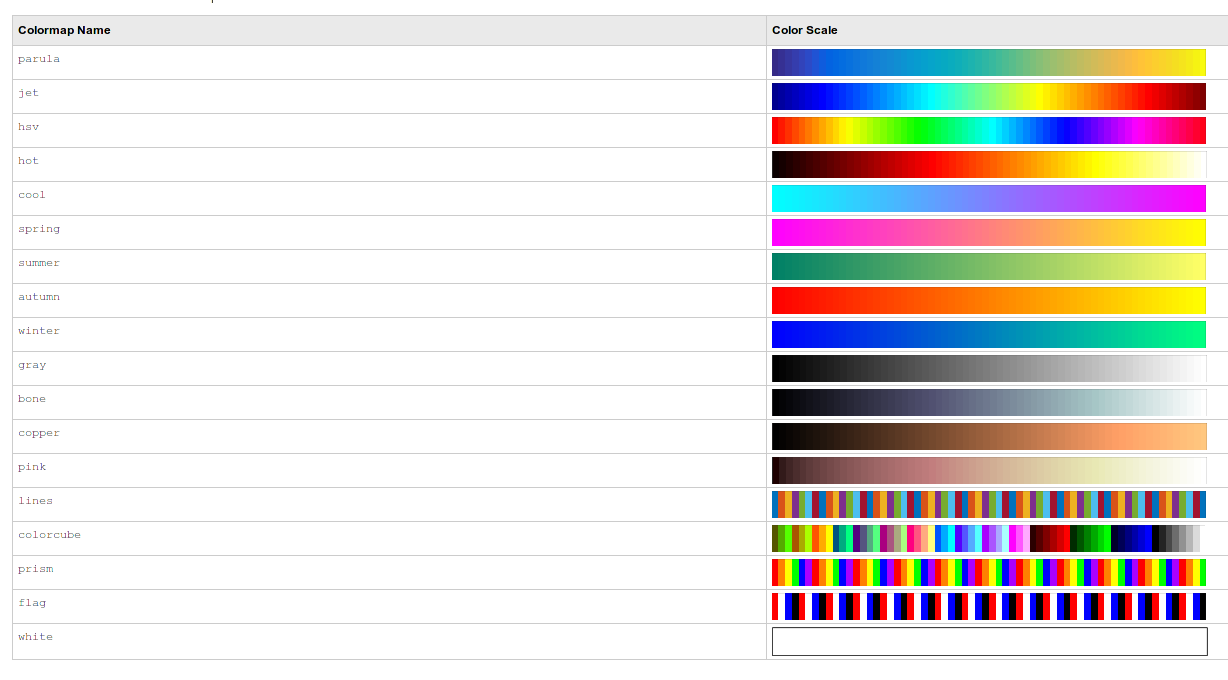 Colormap Name Color Scale
parula
jet
hsv
hot
cool
spring
summer
autumn
winter
gray
bone
copper
pink
lines
colorcube
prism
flag
white